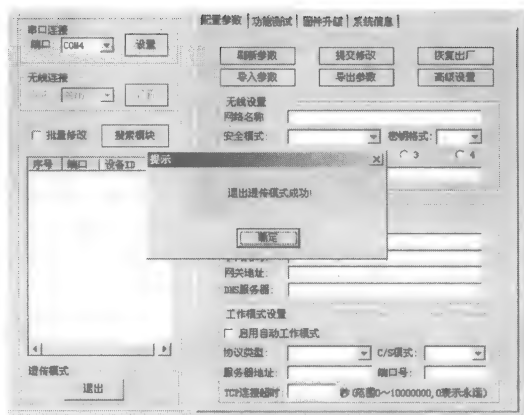 串口连接
端口: COM4 设置
无线连接
批量修改 搜索模块
序号 端口 设备ID
透传模式
退出
配置参数 功能测试 固件升级 系统信息
刷新参数 提交修改 恢复出厂
导入参数 导出参数 高级设置
无线设置
网络名称
安全模式: 密钥格式:
3 4
提示
退出透传模式成功!
确定
网关地址:
DNS服务器:
工作模式设置
启用自动工作模式
协议类型: C/S模式:
服务器地址: 端口号:
TCP连接超时 秒(范围0~10000000,0表示永远)